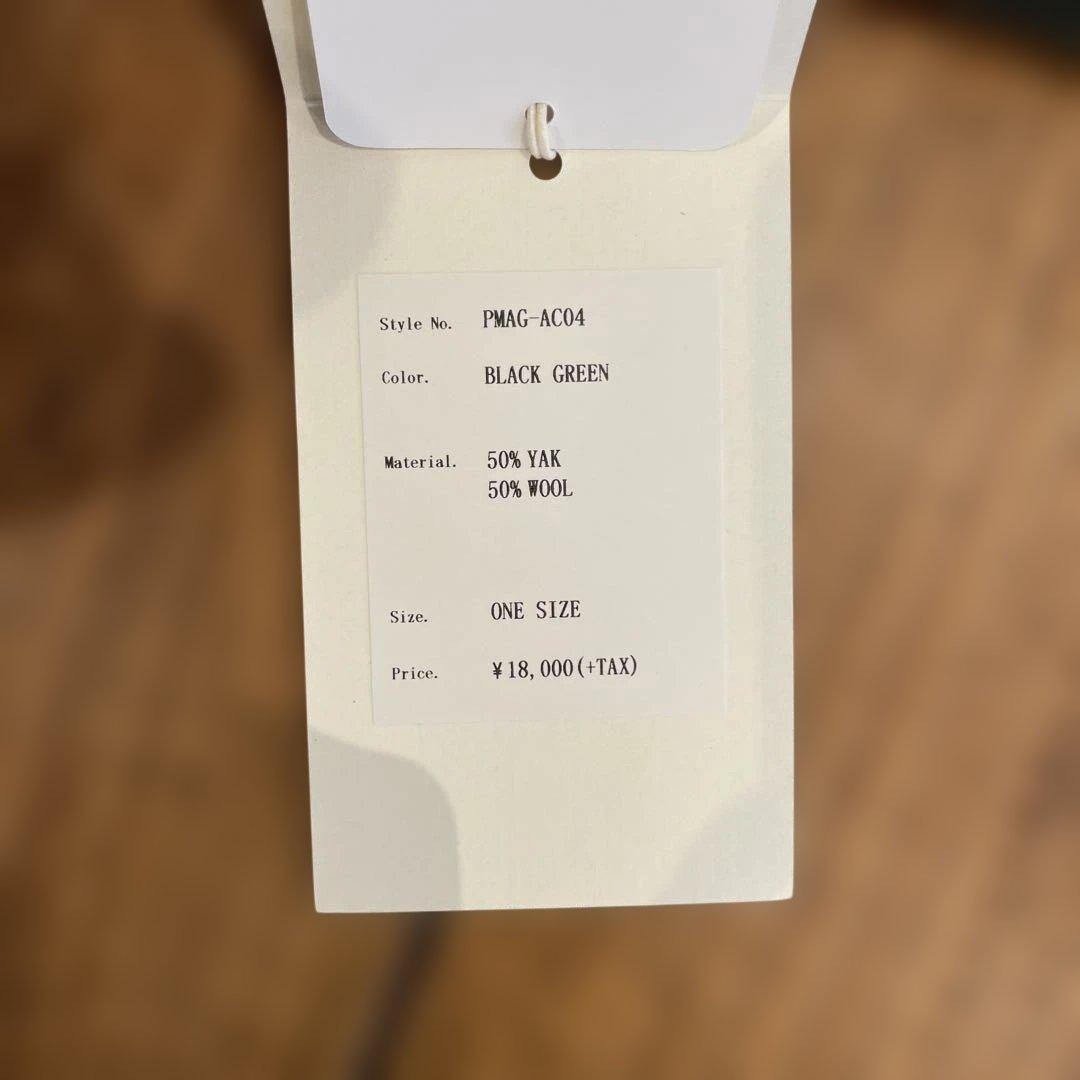 Style No. PMAG-AC04
Color. BLACK GREEN
Material. 50% YAK
50% WOOL
Size. ONE SIZE
Price. ¥18,000(+TAX)